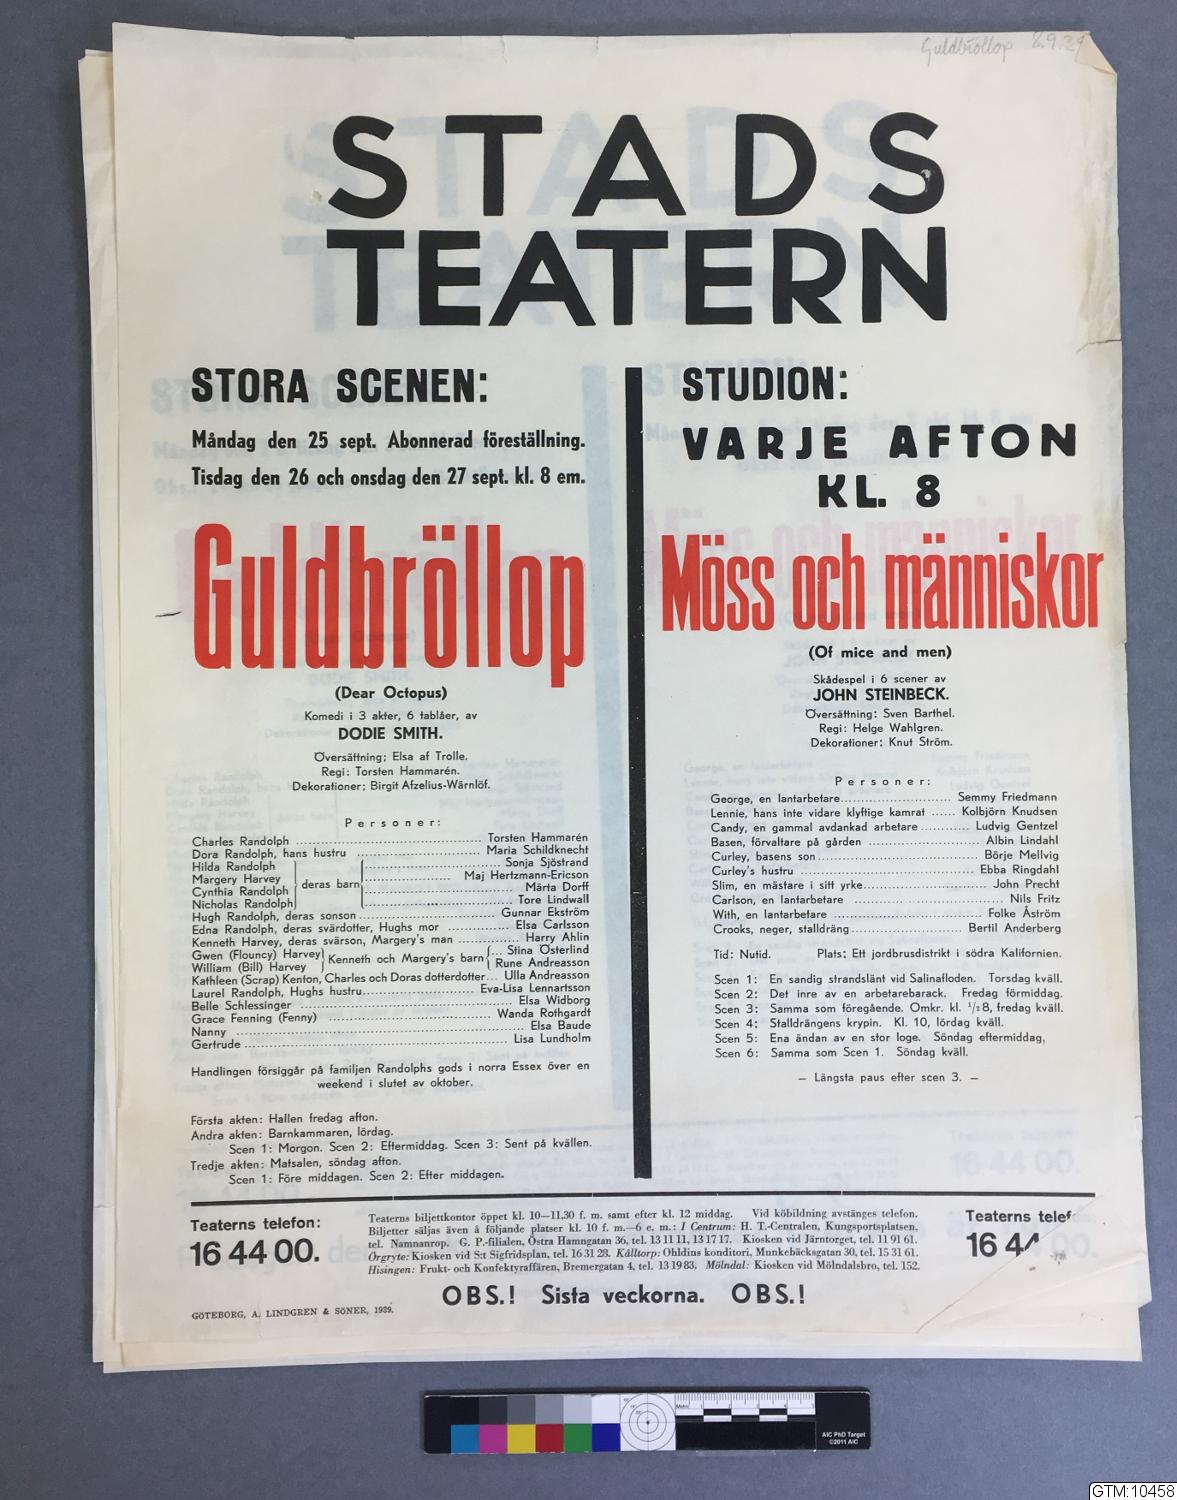 Guldbröllop 8.9.39
STADS
TEATERN
STORA SCENEN:
Måndag den 25 sept. Abonnerad föreställning.
Tisdag den 26 och onsdag den 27 sept. kl. 8 em.
Guldbröllop
(Dear Octopus)
Komedi i 3 akter, 6 tablåer, av
DODIE SMITH.
Översättning: Elsa af Trolle.
Regi: Torsten Hammarén.
Dekorationer: Birgit Afzelius-Wärnlöf.
Personer:
Charles Randolph ........ Torsten Hammarén
Dora Randolph, hans hustru ........ Maria Schildknecht
Hilda Randolph ........ Sonja Sjöstrand
Margery Harvey ........ Maj Hertzmann-Ericson
deras barn
Cynthia Randolph ........ Märta Dorff
Nicholas Randolph ........ Tore Lindwall
Hugh Randolph, deras sonson ........ Gunnar Ekström
Edna Randolph, deras svärdotter, Hughs mor ........ Elsa Carlsson
Kenneth Harvey, deras svärson, Margery's man ........ Harry Ahlin
Gwen (Flouncy) Harvey ... Stina Österlind
Kenneth och Margery's barn
William (Bill) Harvey Rune Andreasson
Kathleen (Scrap) Kenton, Charles och Doras dotterdotter... Ulla Andreasson
Laurel Randolph, Hughs hustru........ Eva-Lisa Lennartsson
Belle Schlessinger ........ Elsa Widborg
Grace Fenning (Fenny) ........ Wanda Rothgardt
Nanny ........ Elsa Baude
Gertrude ........ Lisa Lundholm
Handlingen försiggår på familjen Randolphs gods i norra Essex över en
weekend i slutet av oktober.
Första akten: Hallen fredag afton.
Andra akten: Barnkammaren, lördag.
Scen 1: Morgon. Scen 2: Eftermiddag. Scen 3: Sent på kvällen.
Tredje akten: Matsalen, söndag afton.
Scen 1: Före middagen. Scen 2: Efter middagen.
STUDION:
VARJE AFTON
KL. 8
Möss och människor
(Of mice and men)
Skådespel i 6 scener av
JOHN STEINBECK.
Översättning: Sven Barthel.
Regi: Helge Wahlgren.
Dekorationer: Knut Ström.
Personer:
George, en lantarbetare........ Semmy Friedmann
Lennie, hans inte vidare klyftige kamrat ...... Kolbjörn Knudsen
Candy, en gammal avdankad arbetare........ Ludvig Gentzel
Basen, förvaltare på gården ........ Albin Lindahl
Curley, basens son........ Börje Mellvig
Curley's hustru ........ Ebba Ringdahl
Slim, en mästare i sitt yrke........ John Precht
Carlson, en lantarbetare ........ Nils Fritz
With, en lantarbetare ........ Folke Åström
Crooks, neger, stalldräng........ Bertil Anderberg
Tid: Nutid. Plats: Ett jordbrusdistrikt i södra Kalifornien.
Scen 1: En sandig strandslänt vid Salinafloden. Torsdag kväll.
Scen 2: Det inre av en arbetarebarack. Fredag förmiddag.
Scen 3: Samma som föregående. Omkr. kl. 1/28, fredag kväll.
Scen 4: Stalldrängens krypin. Kl. 10, lördag kväll.
Scen 5: Ena ändan av en stor loge. Söndag eftermiddag,
Scen 6: Samma som Scen 1. Söndag kväll.
— Längsta paus efter scen 3. —
Teaterns telefon:
16 44 00.
Teaterns biljettkontor öppet kl. 10—11,30 f. m. samt efter kl. 12 middag. Vid köbildning avstänges telefon.
Biljetter säljas även å följande platser kl. 10 f. m.—6 e. m.: I Centrum: H. T.-Centralen, Kungsportsplatsen,
tel. Namnanrop. G. P.-filialen, Östra Hamngatan 36, tel. 13 11 11, 13 17 17. Kiosken vid Järntorget, tel. 11 91 61.
Örgryte: Kiosken vid S:t Sigfridsplan, tel. 16 31 28. Kålltorp: Ohldins konditori, Munkebäcksgatan 30, tel. 15 31 61.
Hisingen: Frukt- och Konfektyraffären, Bremergatan 4, tel. 13 19 83. Mölndal: Kiosken vid Mölndalsbro, tel. 152.
Teaterns telef
16 44
OBS.! Sista veckorna. OBS.!
GÖTEBORG, A. LINDGREN & SÖNER, 1939.
AIC PhD Target
©2011 AIC
GTM:10458